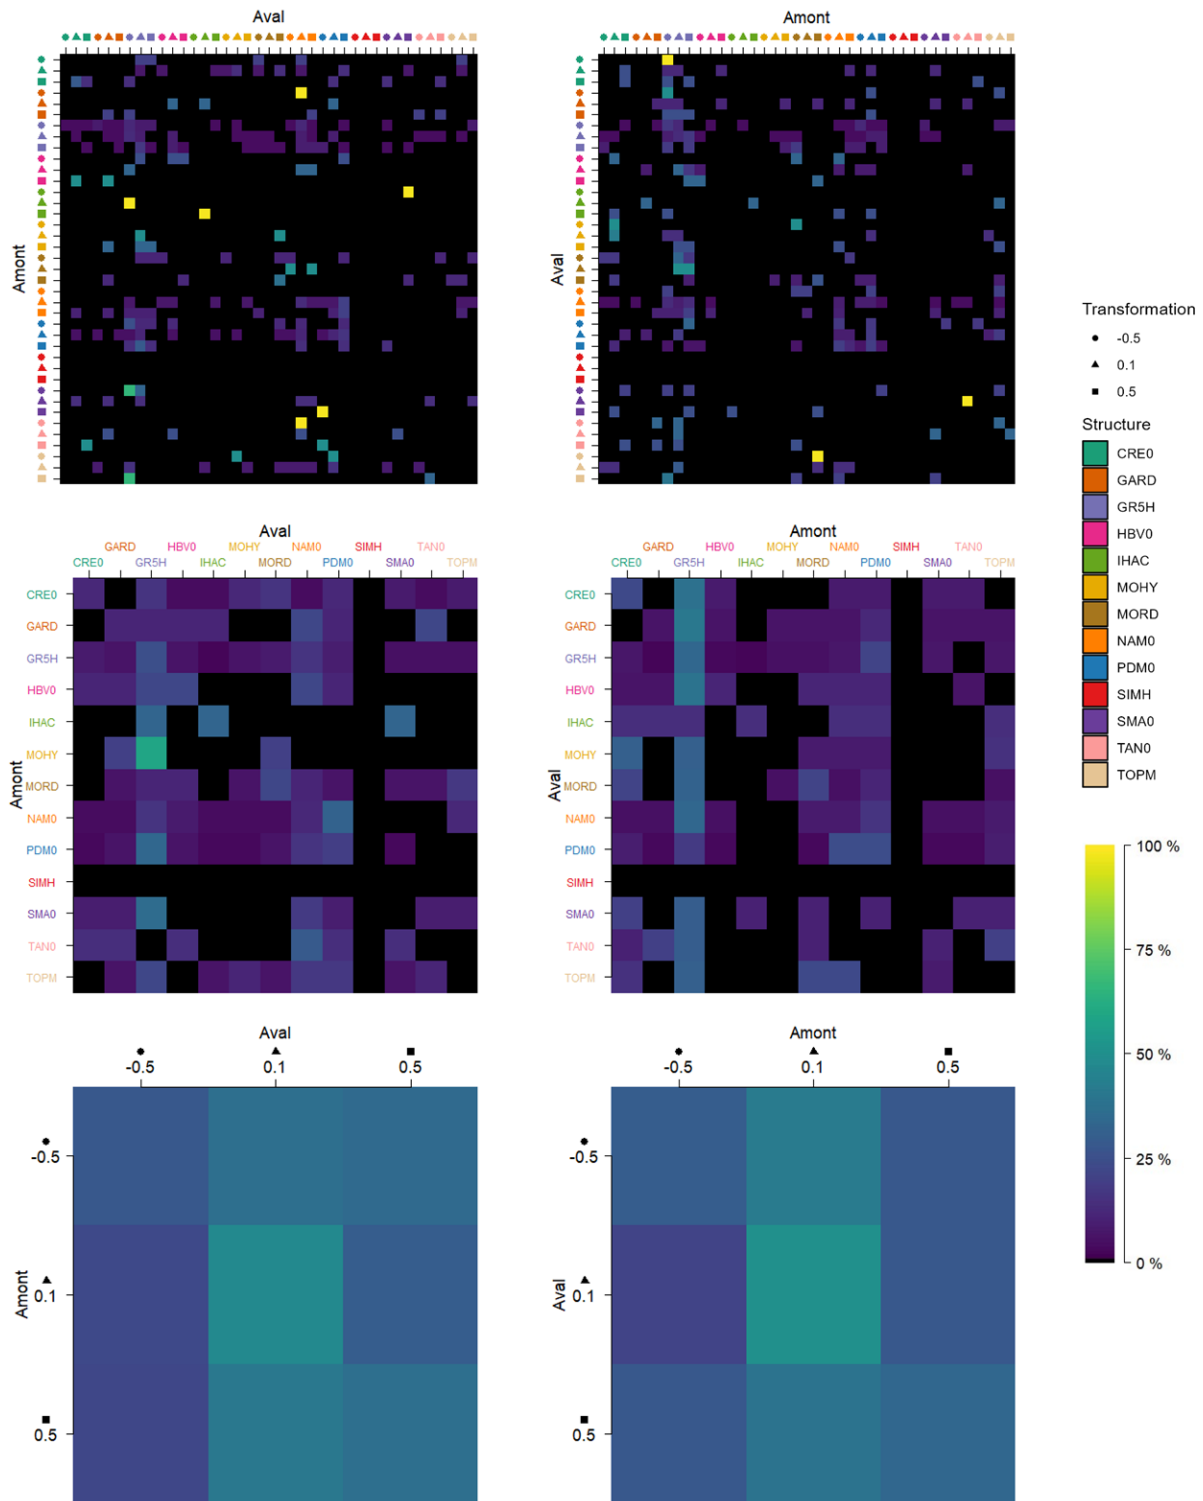 Aval
Amont
Amont
Aval
Transformation
-0.5
0.1
0.5
Structure
CRE0
GARD
GR5H
HBV0
IHAC
MOHY
MORD
NAM0
PDM0
SIMH
SMA0
TAN0
TOPM
Aval
GARD HBV0 MOHY NAM0 SIMH TAN0
CRE0 GR5H IHAC MORD PDM0 SMA0 TOPM
Amont
CRE0
GARD
GR5H
HBV0
IHAC
MOHY
MORD
NAM0
PDM0
SIMH
SMA0
TAN0
TOPM
Amont
GARD HBV0 MOHY NAM0 SIMH TAN0
CRE0 GR5H IHAC MORD PDM0 SMA0 TOPM
Aval
CRE0
GARD
GR5H
HBV0
IHAC
MOHY
MORD
NAM0
PDM0
SIMH
SMA0
TAN0
TOPM
100 %
75 %
50 %
25 %
0 %
Aval
-0.5 0.1 0.5
Amont
-0.5
0.1
0.5
Amont
-0.5 0.1 0.5
Aval
-0.5
0.1
0.5